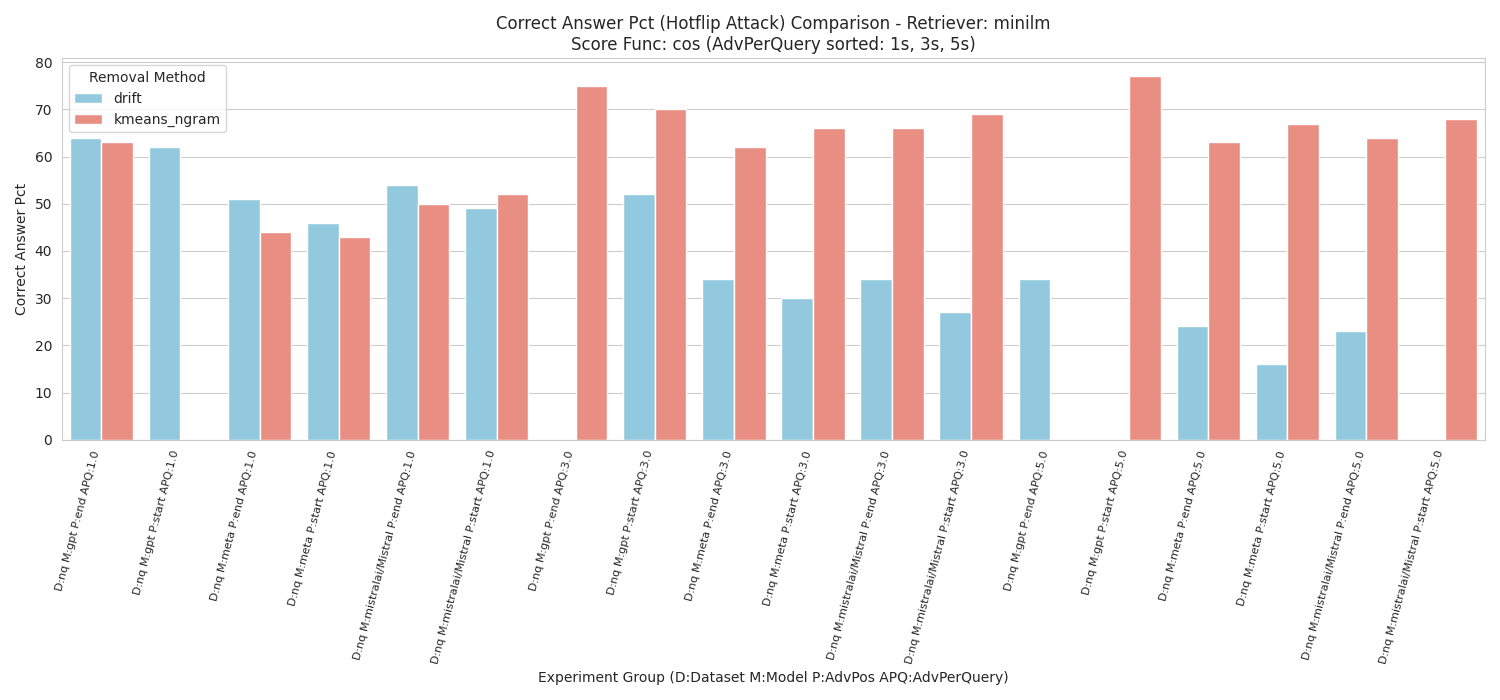 Correct Answer Pct (Hotflip Attack) Comparison - Retriever: minilm
Score Func: cos (AdvPerQuery sorted: 1s, 3s, 5s)
Removal Method
drift
kmeans_ngram
Correct Answer Pct
80
70
60
50
40
30
20
10
0
D:nq M:gpt P:end APQ:1.0
D:nq M:gpt P:start APQ:1.0
D:nq M:meta P:end APQ:1.0
D:nq M:meta P:start APQ:1.0
D:nq M:mistralai/Mistral P:end APQ:1.0
D:nq M:mistralai/Mistral P:start APQ:1.0
D:nq M:gpt P:end APQ:3.0
D:nq M:gpt P:start APQ:3.0
D:nq M:meta P:end APQ:3.0
D:nq M:meta P:start APQ:3.0
D:nq M:mistralai/Mistral P:end APQ:3.0
D:nq M:mistralai/Mistral P:start APQ:3.0
D:nq M:gpt P:end APQ:5.0
D:nq M:gpt P:start APQ:5.0
D:nq M:meta P:end APQ:5.0
D:nq M:meta P:start APQ:5.0
D:nq M:mistralai/Mistral P:end APQ:5.0
D:nq M:mistralai/Mistral P:start APQ:5.0
Experiment Group (D:Dataset M:Model P:AdvPos APQ:AdvPerQuery)